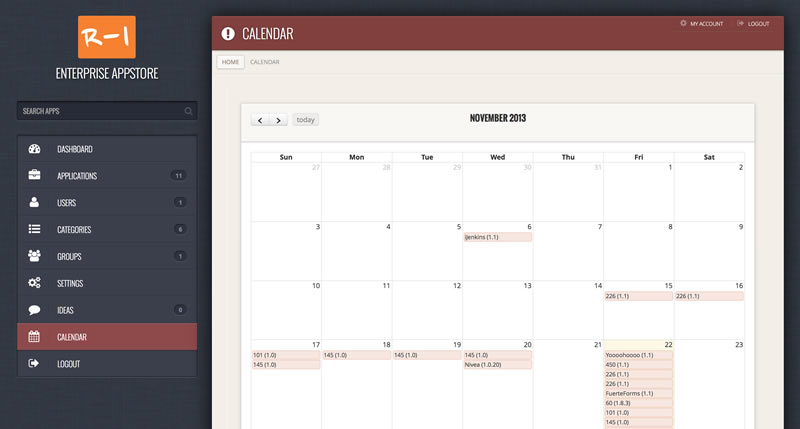 R-1
ENTERPRISE APPSTORE
SEARCH APPS
DASHBOARD
APPLICATIONS 11
USERS 1
CATEGORIES 6
GROUPS 1
SETTINGS
IDEAS 0
CALENDAR
LOGOUT
MY ACCOUNT LOGOUT
CALENDAR
HOME CALENDAR
today
NOVEMBER 2013
Sun Mon Tue Wed Thu Fri Sat
27 28 29 30 31 1 2
3 4 5 6 7 8 9
iJenkins (1.1)
10 11 12 13 14 15 16
226 (1.1) 226 (1.1)
17 18 19 20 21 22 23
101 (1.0) 145 (1.0) 145 (1.0) 145 (1.0) Yoooohoooo (1.1)
145 (1.0) Nivea (1.0.20) 450 (1.1)
226 (1.1)
226 (1.1)
FuerteForms (1.1)
60 (1.8.3)
101 (1.0)
145 (1.0)